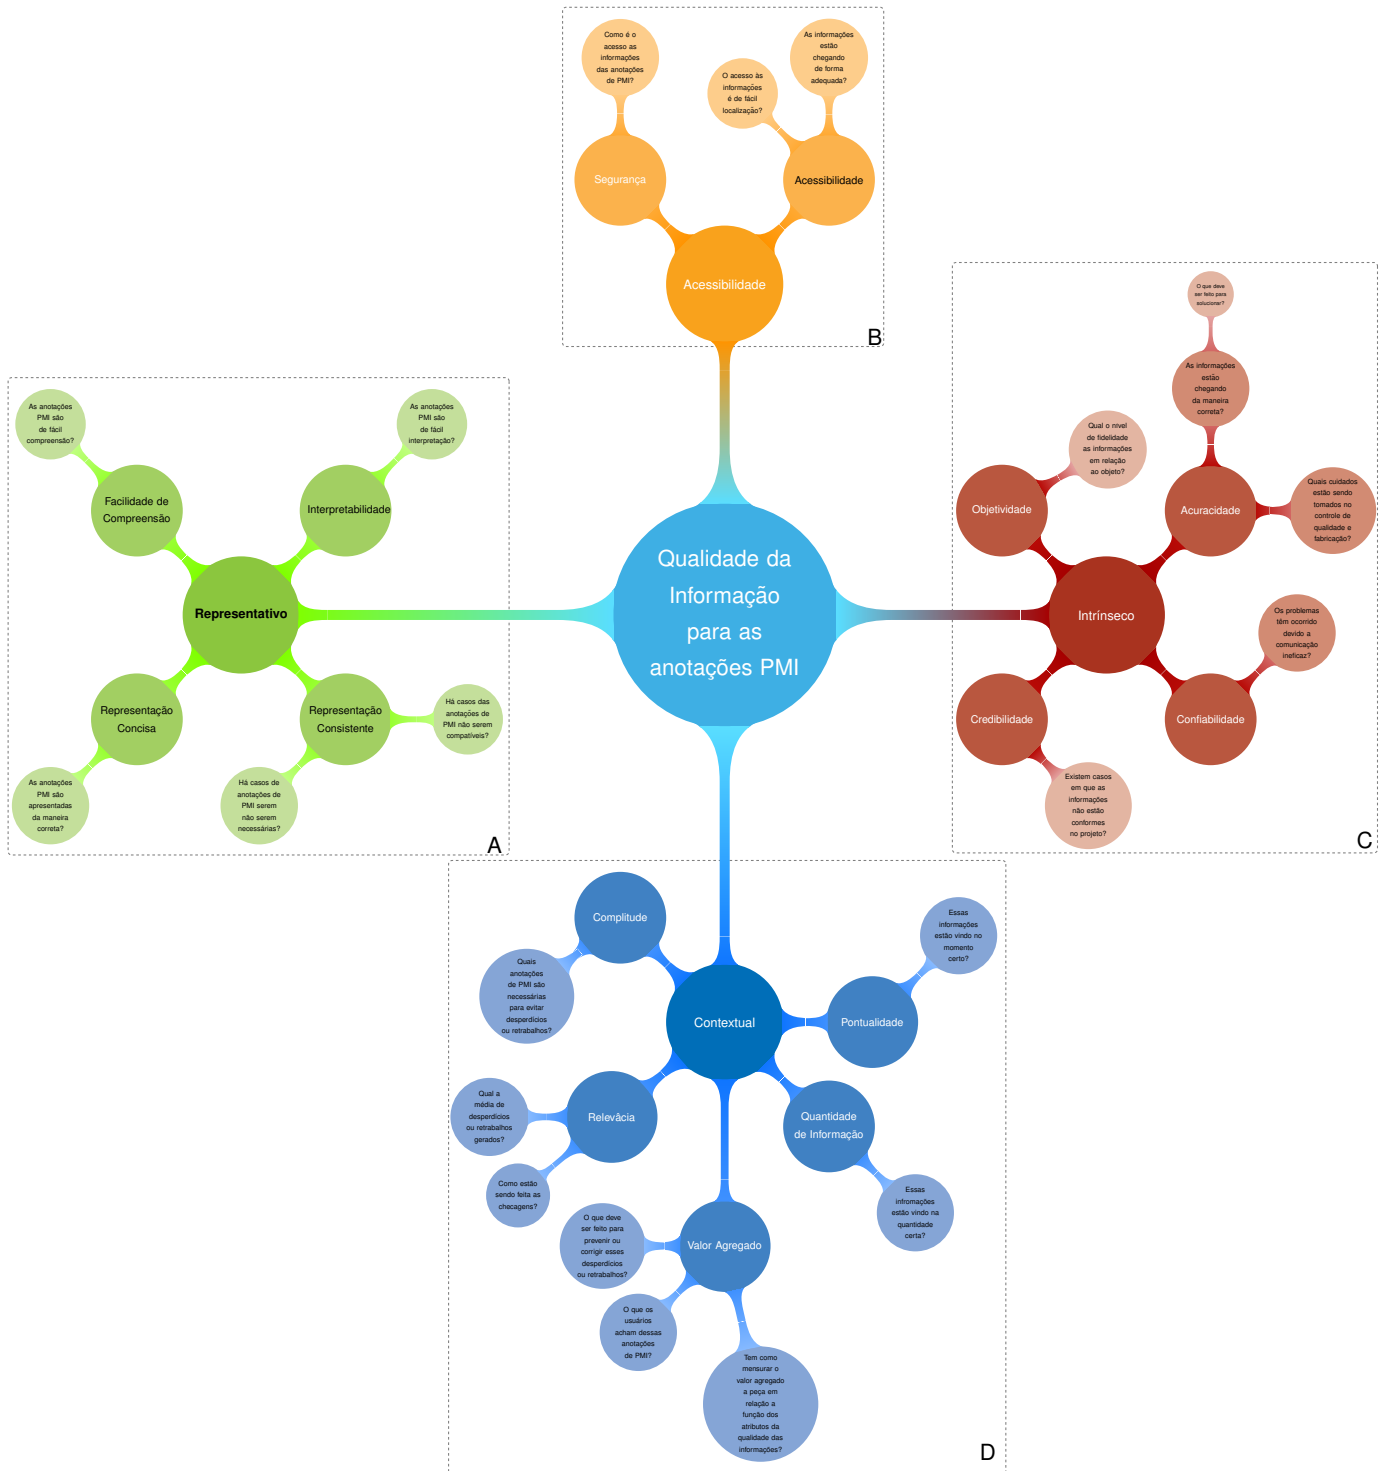 Como é o
acesso as
informações
das anotações
de PMI?
O acesso às
informações
é de fácil
localização?
As informações
estão
chegando
de forma
adequada?
Segurança
Acessibilidade
Acessibilidade
B
As anotações
PMI são
de fácil
compreensão?
As anotações
PMI são
de fácil
interpretação?
Facilidade de
Compreensão
Interpretabilidade
Representativo
Representação
Concisa
Representação
Consistente
Há casos das
anotações de
PMI não serem
compatíveis?
As anotações
PMI são
apresentadas
da maneira
correta?
Há casos de
anotações de
PMI serem
não serem
necessárias?
A
Qualidade da
Informação
para as
anotações PMI
O que deve
ser feito para
solucionar?
As informações
estão
chegando
da maneira
correta?
Qual o nivel
de fidelidade
as informações
em relação
ao objeto?
Objetividade
Acuracidade
Quais cuidados
estão sendo
tomados no
controle de
qualidade e
fabricação?
Intrínseco
Os problemas
têm ocorrido
devido a
comunicação
ineficaz?
Credibilidade
Confiabilidade
Existem casos
em que as
informações
não estão
conformes
no projeto?
C
Complitude
Quais
anotações
de PMI são
necessárias
para evitar
desperdícios
ou retrabalhos?
Contextual
Essas
informações
estão vindo no
momento
certo?
Pontualidade
Qual a
média de
desperdícios
ou retrabalhos
gerados?
Relevâcia
Como estão
sendo feita as
checagens?
Quantidade
de Informação
Essas
infromações
estão vindo na
quantidade
certa?
O que deve
ser feito para
prevenir ou
corrigir esses
desperdícios
ou retrabalhos?
Valor Agregado
O que os
usuários
acham dessas
anotações
de PMI?
Tem como
mensurar o
valor agregado
a peça em
relação a
função dos
atributos da
qualidade das
informações?
D